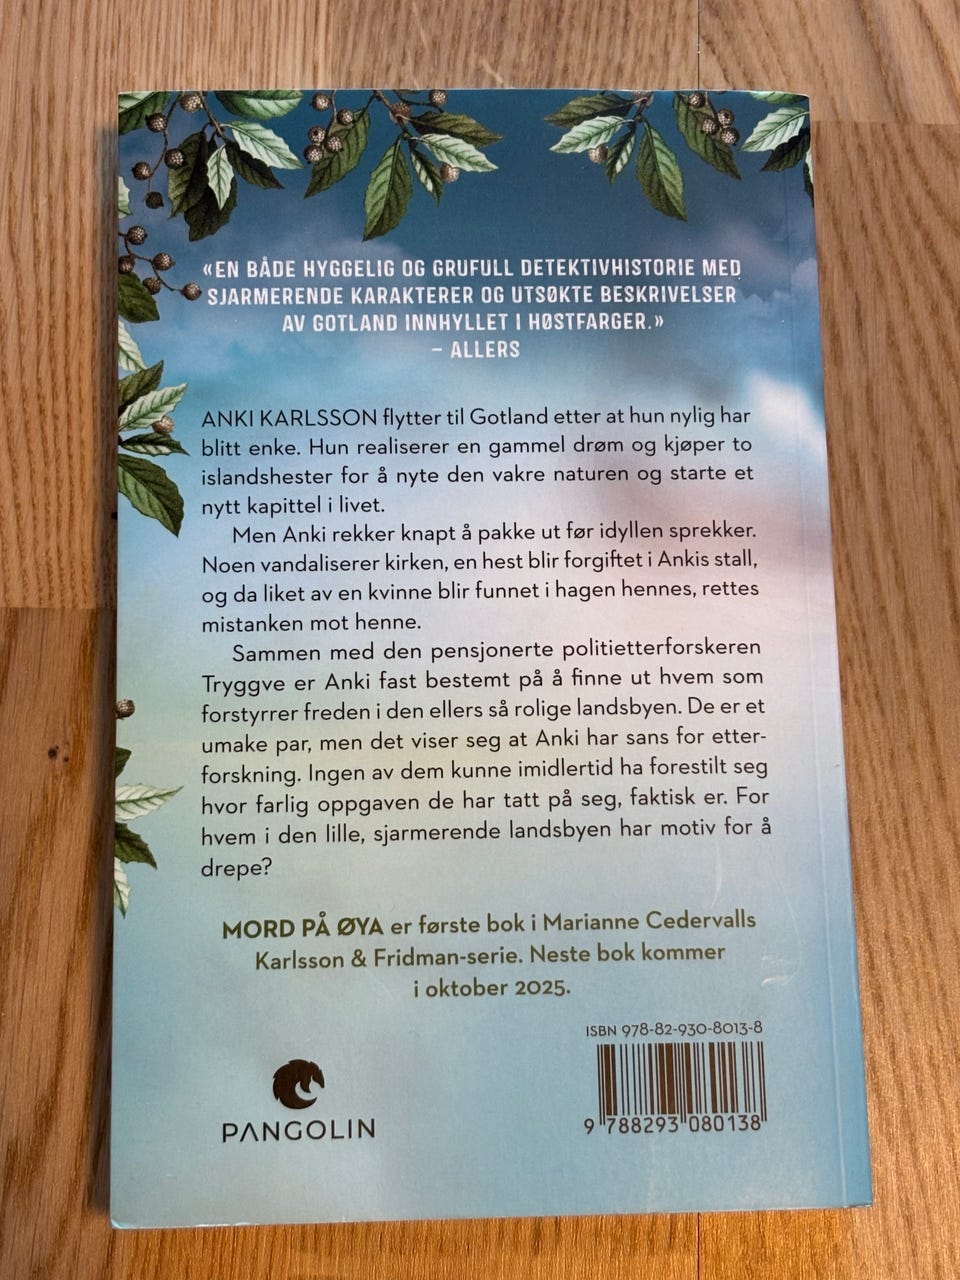 «EN BÅDE HYGGELIG OG GRUFULL DETEKTIVHISTORIE MED
SJARMERENDE KARAKTERER OG UTSØKTE BESKRIVELSER
AV GOTLAND INNHYLLET I HØSTFARGER.»
– ALLERS
ANKI KARLSSON flytter til Gotland etter at hun nylig har
blitt enke. Hun realiserer en gammel drøm og kjøper to
islandshester for å nyte den vakre naturen og starte et
nytt kapittel i livet.
Men Anki rekker knapt å pakke ut før idyllen sprekker.
Noen vandaliserer kirken, en hest blir forgiftet i Ankis stall,
og da liket av en kvinne blir funnet i hagen hennes, rettes
mistanken mot henne.
Sammen med den pensjonerte politietterforskeren
Tryggve er Anki fast bestemt på å finne ut hvem som
forstyrrer freden i den ellers så rolige landsbyen. De er et
umake par, men det viser seg at Anki har sans for etter-
forskning. Ingen av dem kunne imidlertid ha forestilt seg
hvor farlig oppgaven de har tatt på seg, faktisk er. For
hvem i den lille, sjarmerende landsbyen har motiv for å
drepe?
MORD PÅ ØYA er første bok i Marianne Cedervalls
Karlsson & Fridman-serie. Neste bok kommer
i oktober 2025.
ISBN 978-82-930-8013-8
9 788293 080138
PANGOLIN